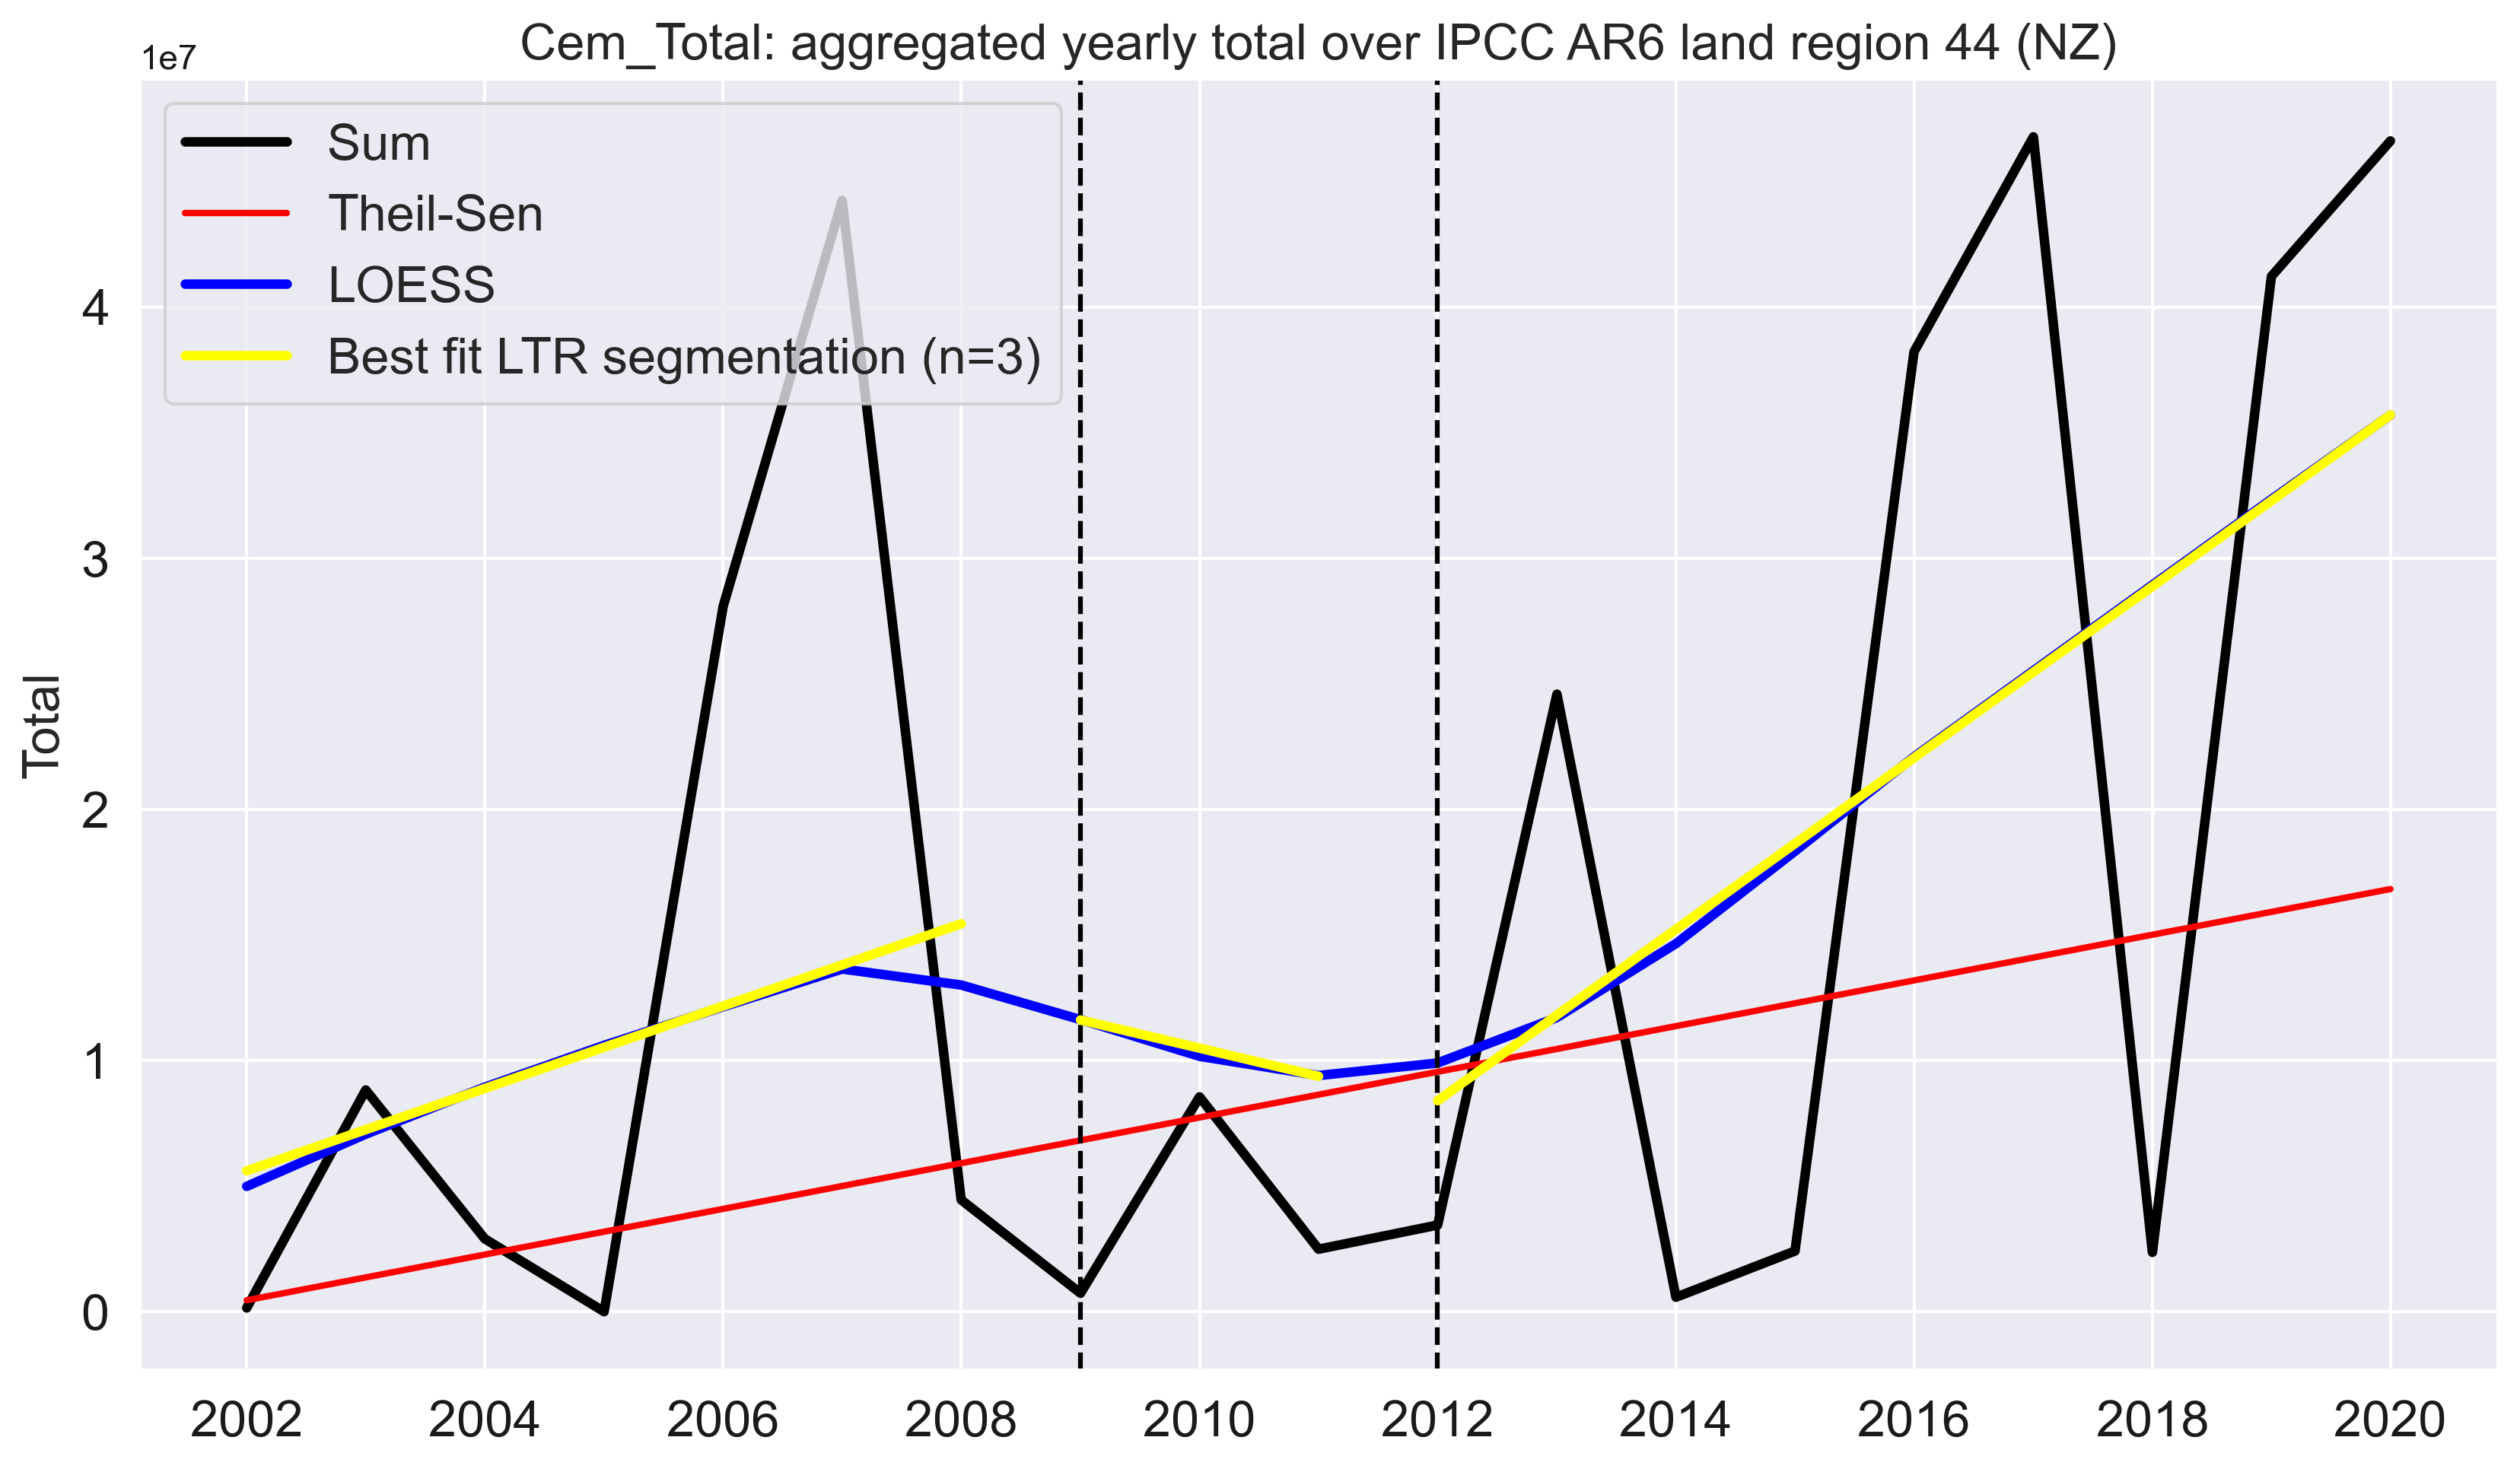 Cem_Total: aggregated yearly total over IPCC AR6 land region 44 (NZ)
1e7
Sum
Theil-Sen
LOESS
Best fit LTR segmentation (n=3)
4
3
2
1
0
Total
2002 2004 2006 2008 2010 2012 2014 2016 2018 2020